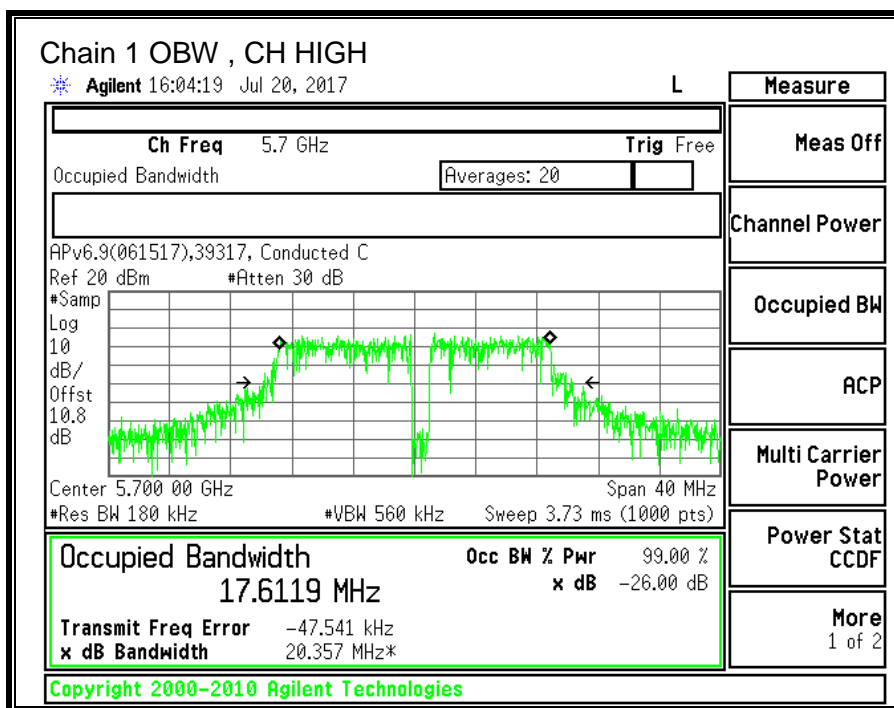 Chain 1 OBW , CH HIGH
Agilent 16:04:19 Jul 20, 2017 L
Ch Freq 5.7 GHz Trig Free
Occupied Bandwidth Averages: 20
APv6.9(061517),39317, Conducted C
Ref 20 dBm #Atten 30 dB
#Samp
Log
10
dB/
Offst
10.8
dB
Center 5.700 00 GHz Span 40 MHz
#Res BW 180 kHz #VBW 560 kHz Sweep 3.73 ms (1000 pts)
Occupied Bandwidth Occ BW % Pwr 99.00 %
17.6119 MHz x dB -26.00 dB
Transmit Freq Error -47.541 kHz
x dB Bandwidth 20.357 MHz*
Copyright 2000-2010 Agilent Technologies
Measure
Meas Off
Channel Power
Occupied BW
ACP
Multi Carrier
Power
Power Stat
CCDF
More
1 of 2